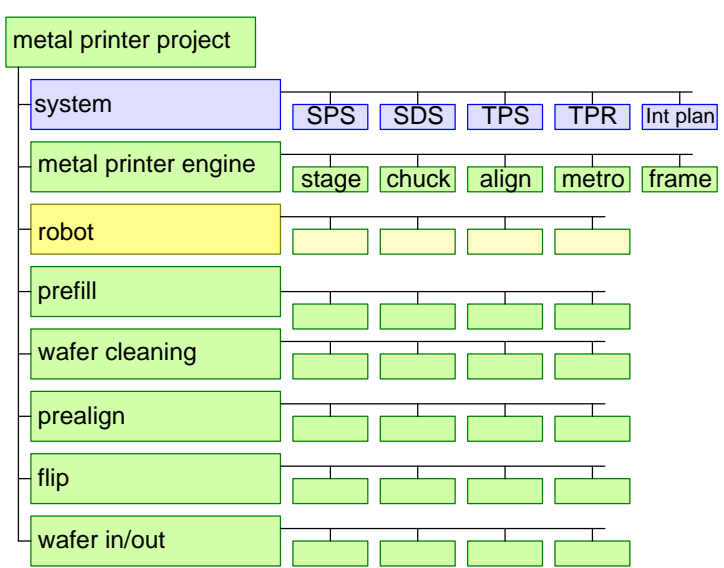 metal printer project
system
SPS SDS TPS TPR Int plan
metal printer engine
stage chuck align metro frame
robot
prefill
wafer cleaning
prealign
flip
wafer in/out